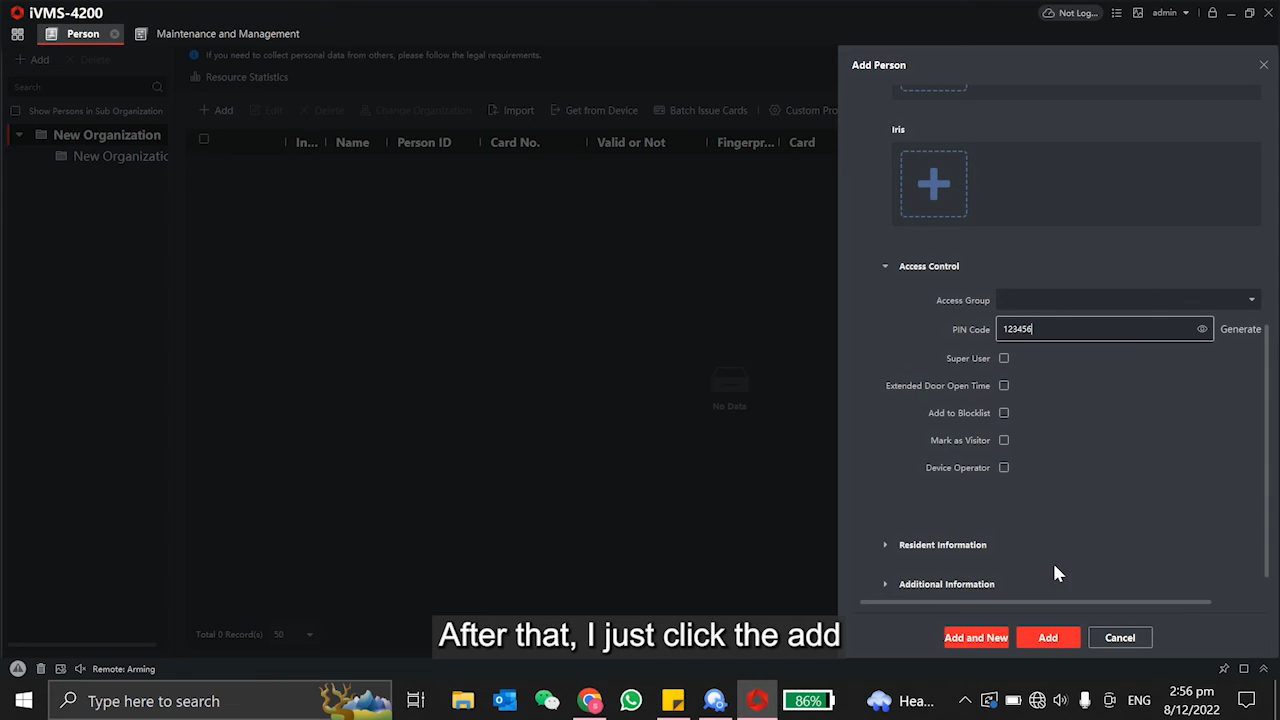 iVMS-4200
Not Log...
admin
Person
Maintenance and Management
Add
Delete
Search
Show Persons in Sub Organization
New Organization
New Organizatio
If you need to collect personal data from others, please follow the legal requirements.
Resource Statistics
Add
Edit
Delete
Change Organization
Import
Get from Device
Batch Issue Cards
Custom Pro
In...
Name
Person ID
Card No.
Valid or Not
Fingerpr...
Card
No Data
Total 0 Record(s)
50
Add Person
Iris
Access Control
Access Group
PIN Code
123456
Generate
Super User
Extended Door Open Time
Add to Blocklist
Mark as Visitor
Device Operator
Resident Information
Additional Information
Add and New
Add
Cancel
After that, I just click the add
Remote: Arming
Type here to search
86%
Hea...
ENG
2:56 pm
8/12/2022